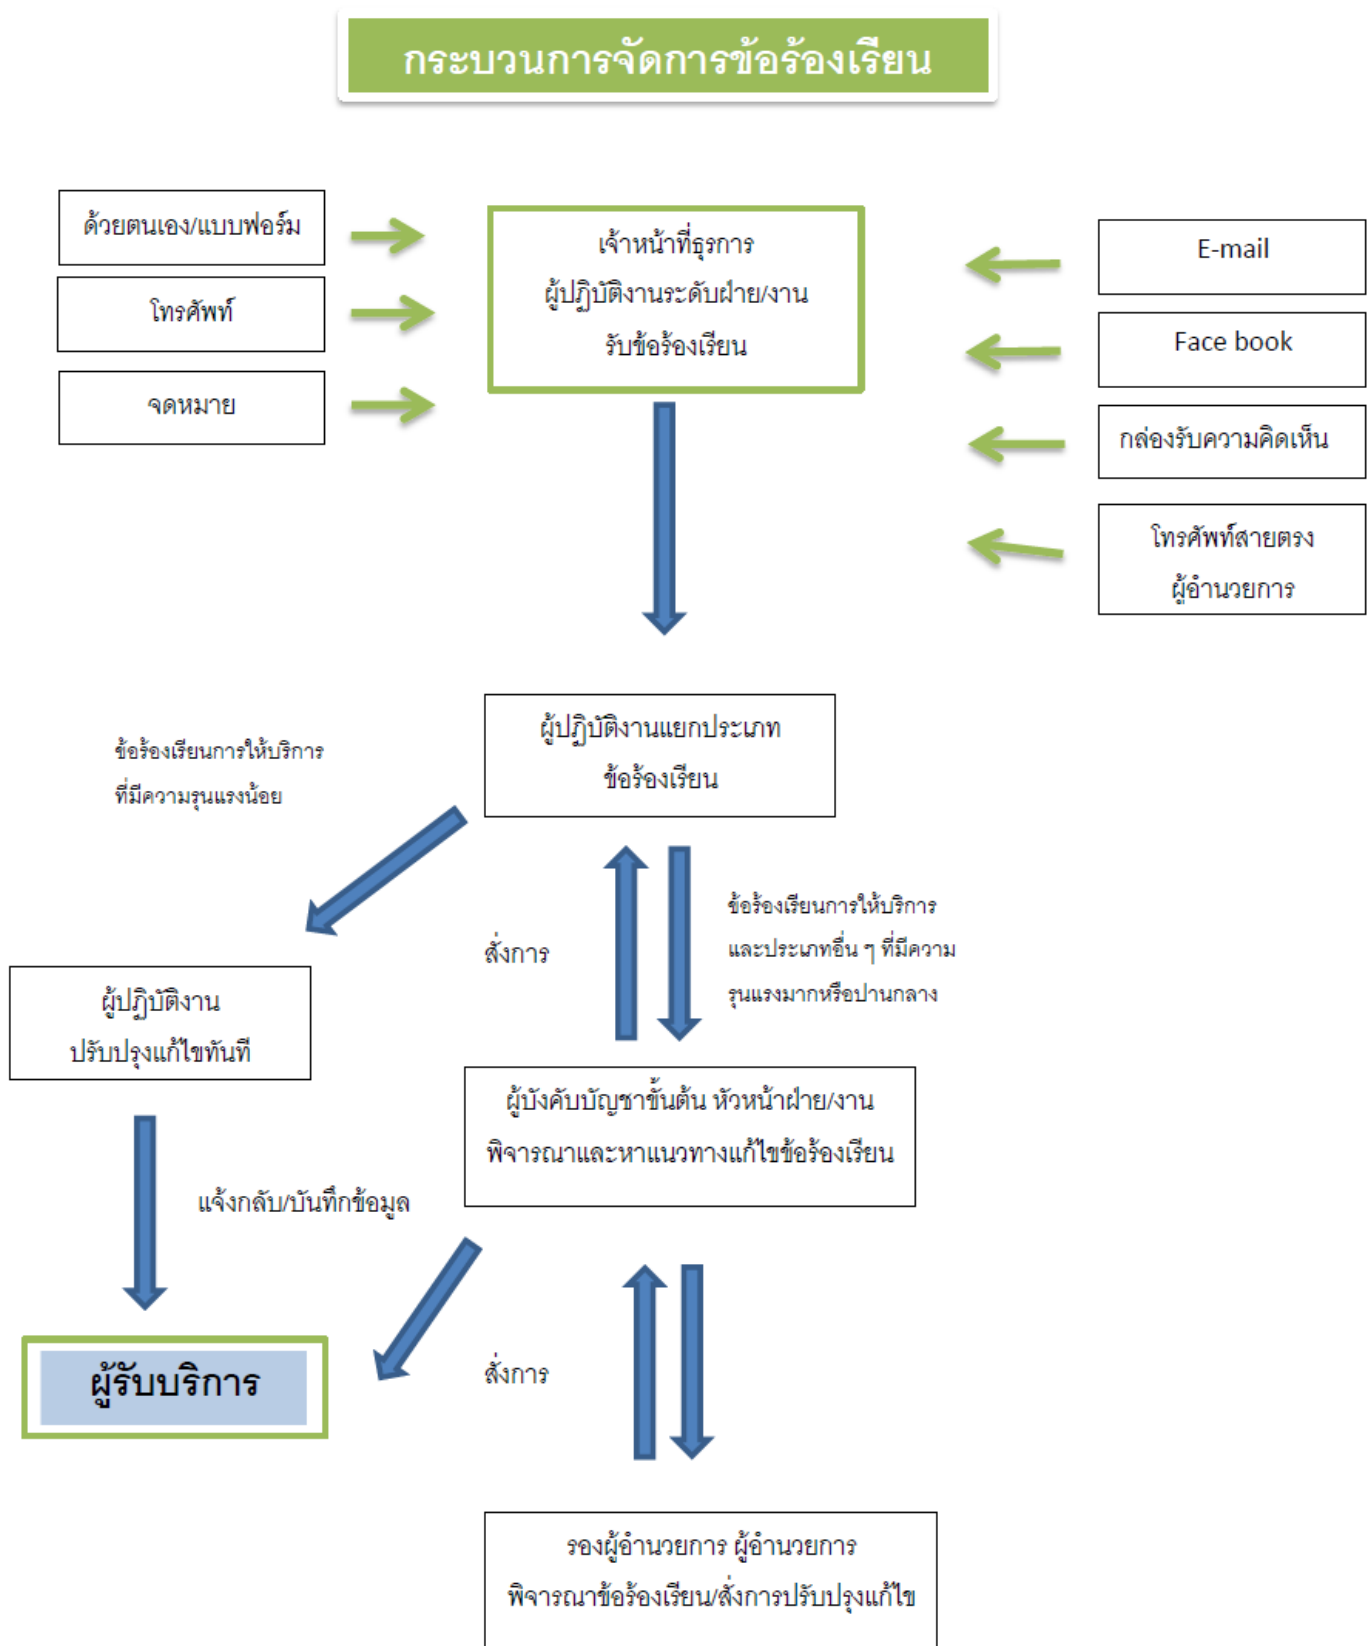 กระบวนการจัดการข้อร้องเรียน
ด้วยตนเอง/แบบฟอร์ม
โทรศัพท์
จดหมาย
เจ้าหน้าที่ธุรการ
ผู้ปฏิบัติงานระดับฝ่าย/งาน
รับข้อร้องเรียน
E-mail
Face book
กล่องรับความคิดเห็น
โทรศัพท์สายตรง
ผู้อำนวยการ
ผู้ปฏิบัติงานแยกประเภท
ข้อร้องเรียน
ข้อร้องเรียนการให้บริการ
ที่มีความรุนแรงน้อย
สั่งการ
ข้อร้องเรียนการให้บริการ
และประเภทอื่น ๆ ที่มีความ
รุนแรงมากหรือปานกลาง
ผู้ปฏิบัติงาน
ปรับปรุงแก้ไขทันที
ผู้บังคับบัญชาขั้นต้น หัวหน้าฝ่าย/งาน
พิจารณาและหาแนวทางแก้ไขข้อร้องเรียน
แจ้งกลับ/บันทึกข้อมูล
ผู้รับบริการ
สั่งการ
รองผู้อำนวยการ ผู้อำนวยการ
พิจารณาข้อร้องเรียน/สั่งการปรับปรุงแก้ไข